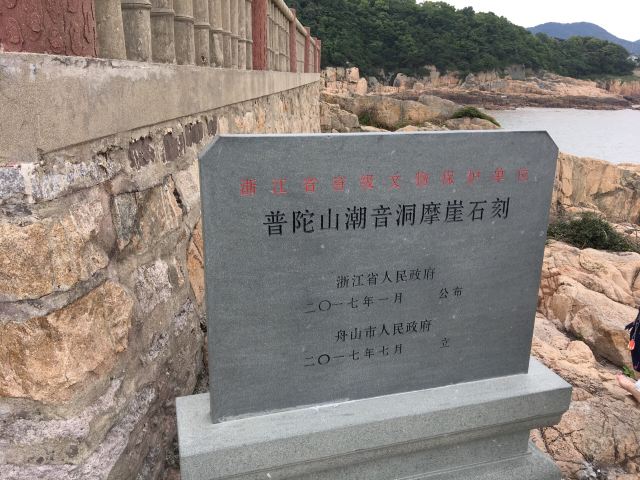 浙江省省级文物保护单位
普陀山潮音洞摩崖石刻
浙江省人民政府
二〇一七年一月 公布
舟山市人民政府
二〇一七年七月 立